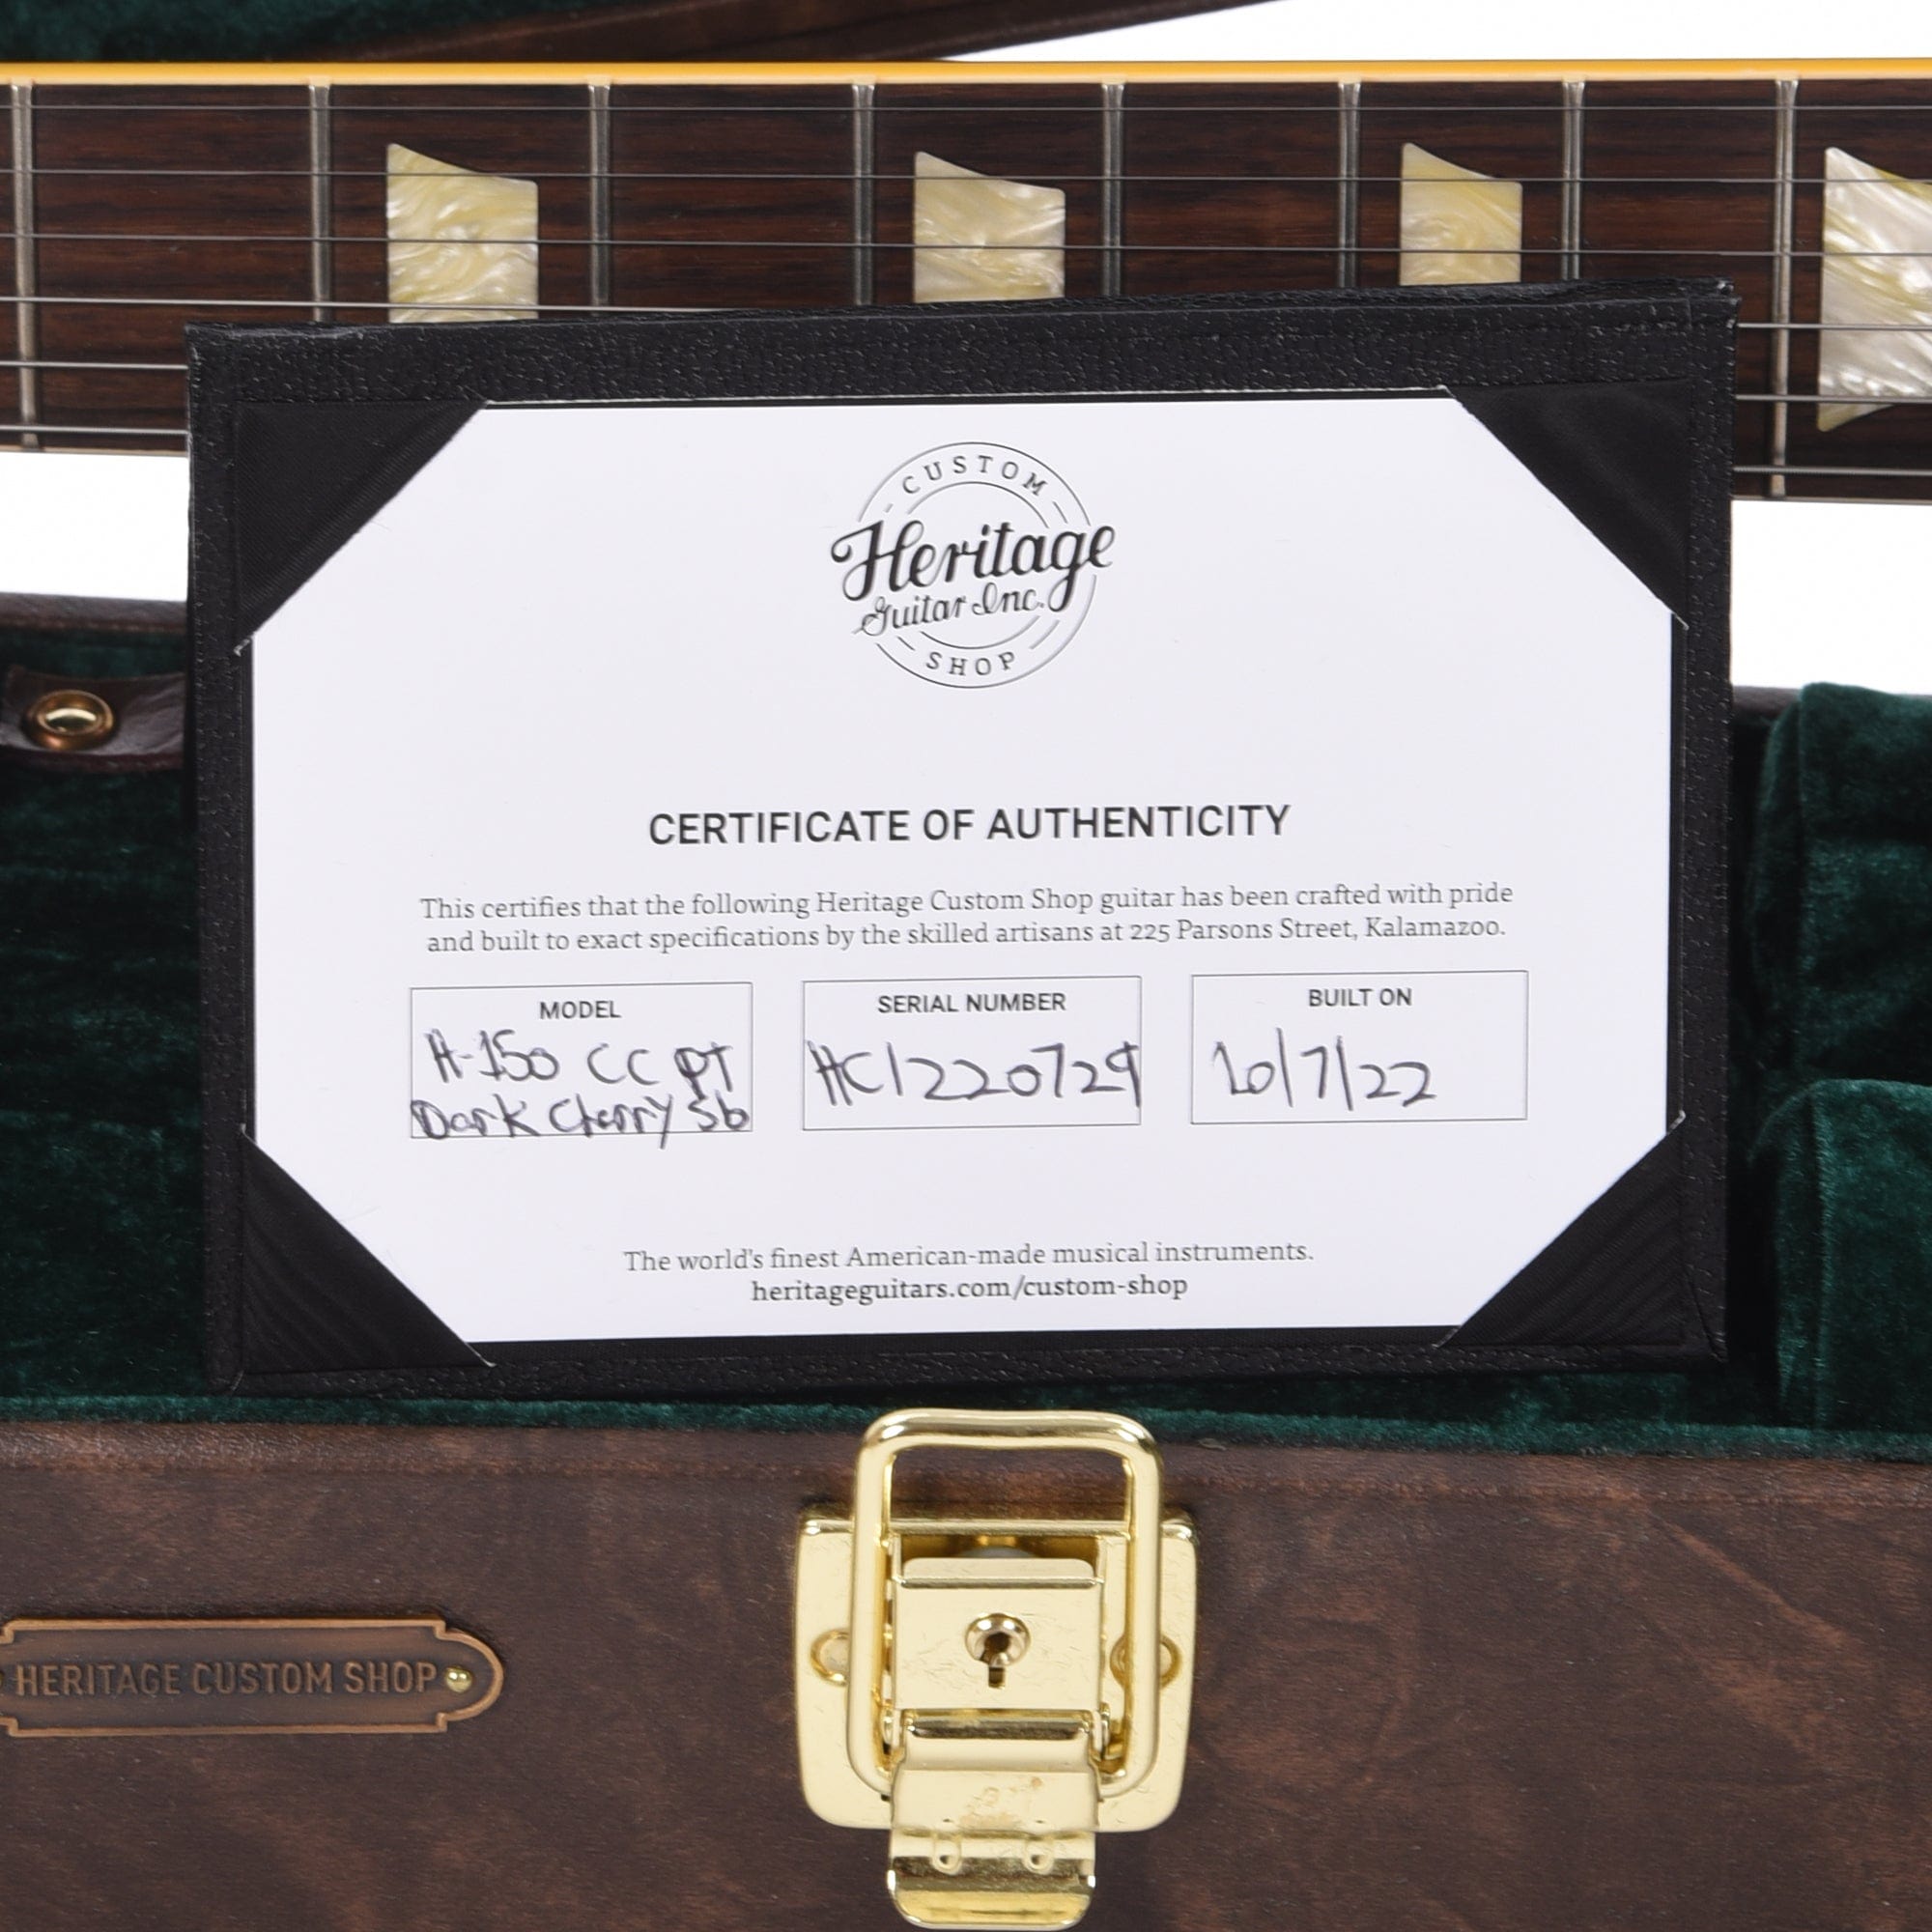 CUSTOM
Heritage
Guitar Inc.
SHOP
CERTIFICATE OF AUTHENTICITY
This certifies that the following Heritage Custom Shop guitar has been crafted with pride
and built to exact specifications by the skilled artisans at 225 Parsons Street, Kalamazoo.
MODEL
H-150 CC PT
Dark Cherry Sb
SERIAL NUMBER
HC1220729
BUILT ON
10/7/22
The world's finest American-made musical instruments.
heritageguitars.com/custom-shop
HERITAGE CUSTOM SHOP